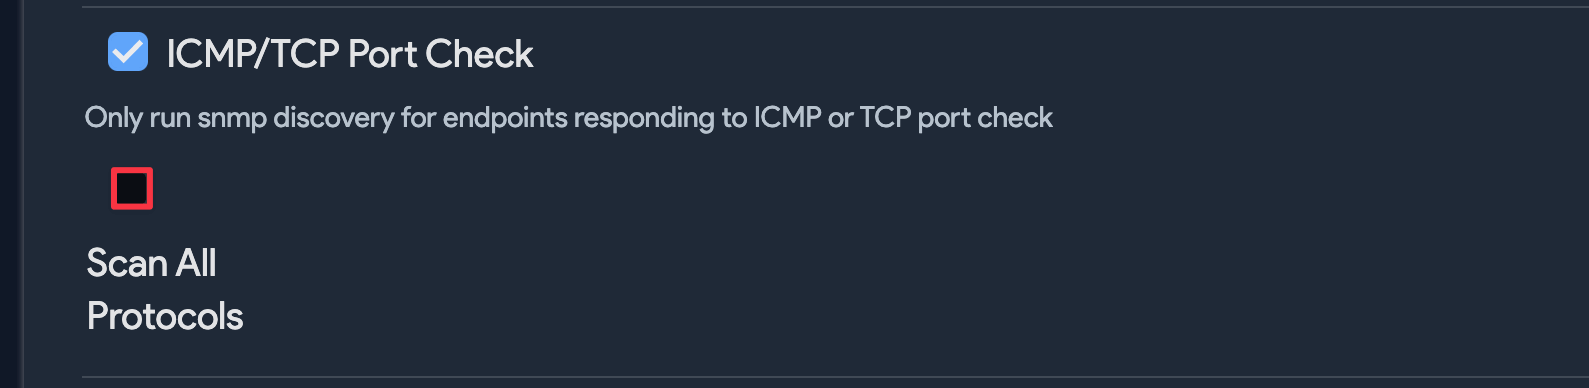 ICMP/TCP Port Check
Only run snmp discovery for endpoints responding to ICMP or TCP port check
Scan All
Protocols